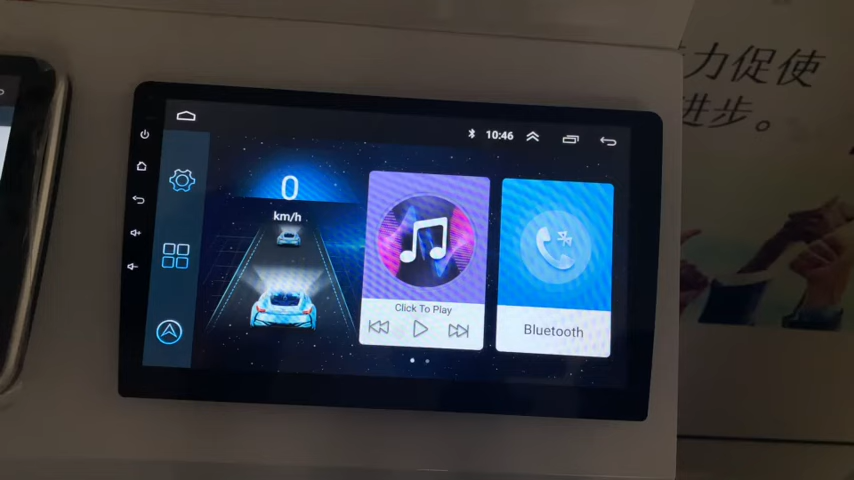 10:46
0
km/h
Click To Play
Bluetooth
力促使
进步。